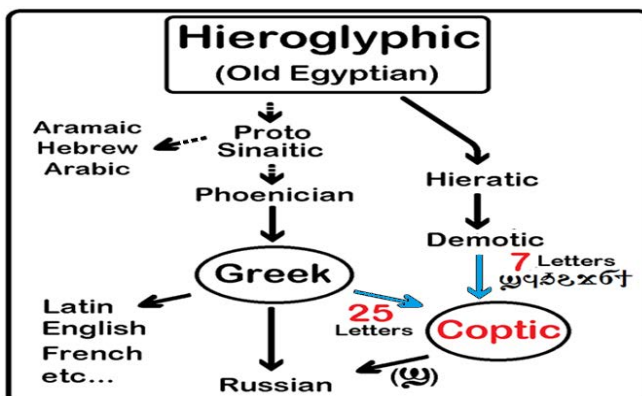 Hieroglyphic
(Old Egyptian)
Aramaic
Hebrew
Arabic
Proto
Sinaitic
Phoenician
Hieratic
Demotic
7 Letters
ϣϥⳃϩϫϭϯ
Greek
25
Letters
Coptic
Latin
English
French
etc...
Russian
(ϣ)